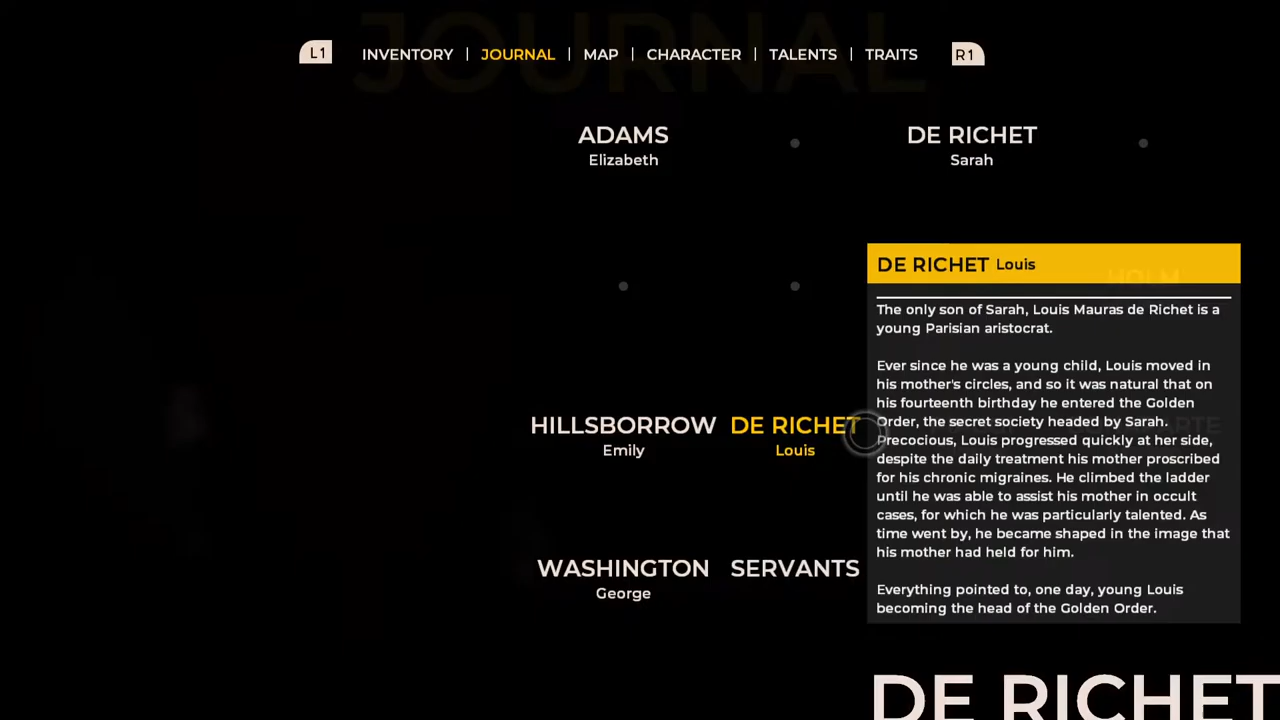 JOURNAL
L1 INVENTORY | JOURNAL | MAP | CHARACTER | TALENTS | TRAITS R1
ADAMS
Elizabeth
DE RICHET
Sarah
DE RICHET Louis
HOLM
The only son of Sarah, Louis Mauras de Richet is a
young Parisian aristocrat.
Ever since he was a young child, Louis moved in
his mother's circles, and so it was natural that on
his fourteenth birthday he entered the Golden
Order, the secret society headed by Sarah.
Precocious, Louis progressed quickly at her side,
despite the daily treatment his mother proscribed
for his chronic migraines. He climbed the ladder
until he was able to assist his mother in occult
cases, for which he was particularly talented. As
time went by, he became shaped in the image that
his mother had held for him.
Everything pointed to, one day, young Louis
becoming the head of the Golden Order.
HILLSBORROW
Emily
DE RICHET
Louis
WASHINGTON
George
SERVANTS
DE RICHET